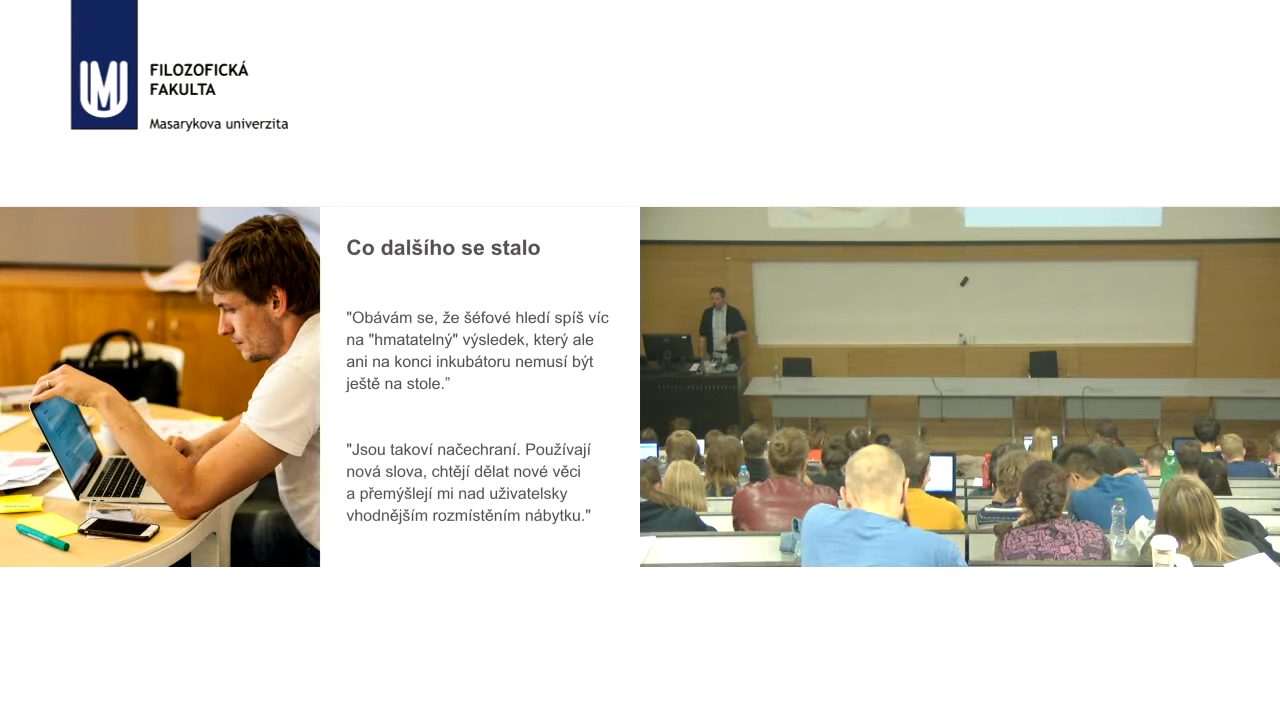 FILOZOFICKÁ
FAKULTA
Masarykova univerzita
Co dalšího se stalo
"Obávám se, že šéfové hledí spíš víc
na "hmatatelný" výsledek, který ale
ani na konci inkubátoru nemusí být
ještě na stole.”
"Jsou takoví načechraní. Používají
nová slova, chtějí dělat nové věci
a přemýšlejí mi nad uživatelsky
vhodnějším rozmístěním nábytku."